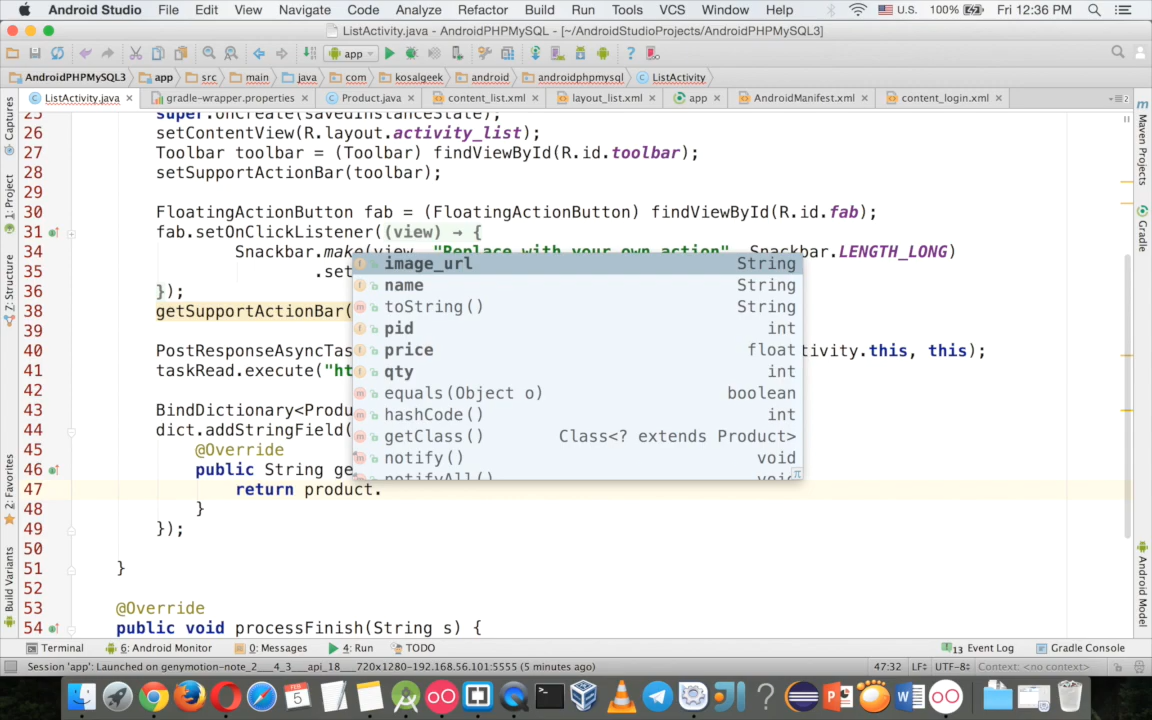 Android Studio File Edit View Navigate Code Analyze Refactor Build Run Tools VCS Window Help U.S. 100% Fri 12:36 PM
ListActivity.java - AndroidPHPMySQL - [~/AndroidStudioProjects/AndroidPHPMySQL3]
app
AndroidPHPMySQL3 app src main java com kosalgeek android androidphpmysql ListActivity
ListActivity.java gradle-wrapper.properties Product.java content_list.xml layout_list.xml app AndroidManifest.xml content_login.xml
25 super.onCreate(savedInstanceState);
26 setContentView(R.layout.activity_list);
27 Toolbar toolbar = (Toolbar) findViewById(R.id.toolbar);
28 setSupportActionBar(toolbar);
29
30 FloatingActionButton fab = (FloatingActionButton) findViewById(R.id.fab);
31 fab.setOnClickListener((view) → {
34 Snackbar.make(view, "Replace with your own action", Snackbar.LENGTH_LONG)
35 .set
36 });
38 getSupportActionBar(
39
40 PostResponseAsyncTas tivity.this, this);
41 taskRead.execute("ht
42
43 BindDictionary<Produ
44 dict.addStringField(
45 @Override
46 public String ge
47 return product.
48 }
49 });
50
51 }
52
53 @Override
54 public void processFinish(String s) {
image_url String
name String
toString() String
pid int
price float
qty int
equals(Object o) boolean
hashCode() int
getClass() Class<? extends Product>
notify() void
notifyAll() void
π
Captures
1: Project
7: Structure
2: Favorites
Build Variants
Maven Projects
Gradle
Android Model
Terminal 6: Android Monitor 0: Messages 4: Run TODO 13 Event Log Gradle Console
Session 'app': Launched on genymotion-note_2___4_3___api_18___720x1280-192.168.56.101:5555 (5 minutes ago) 47:32 LF÷ UTF-8÷ Context: <no context>
FEB
5